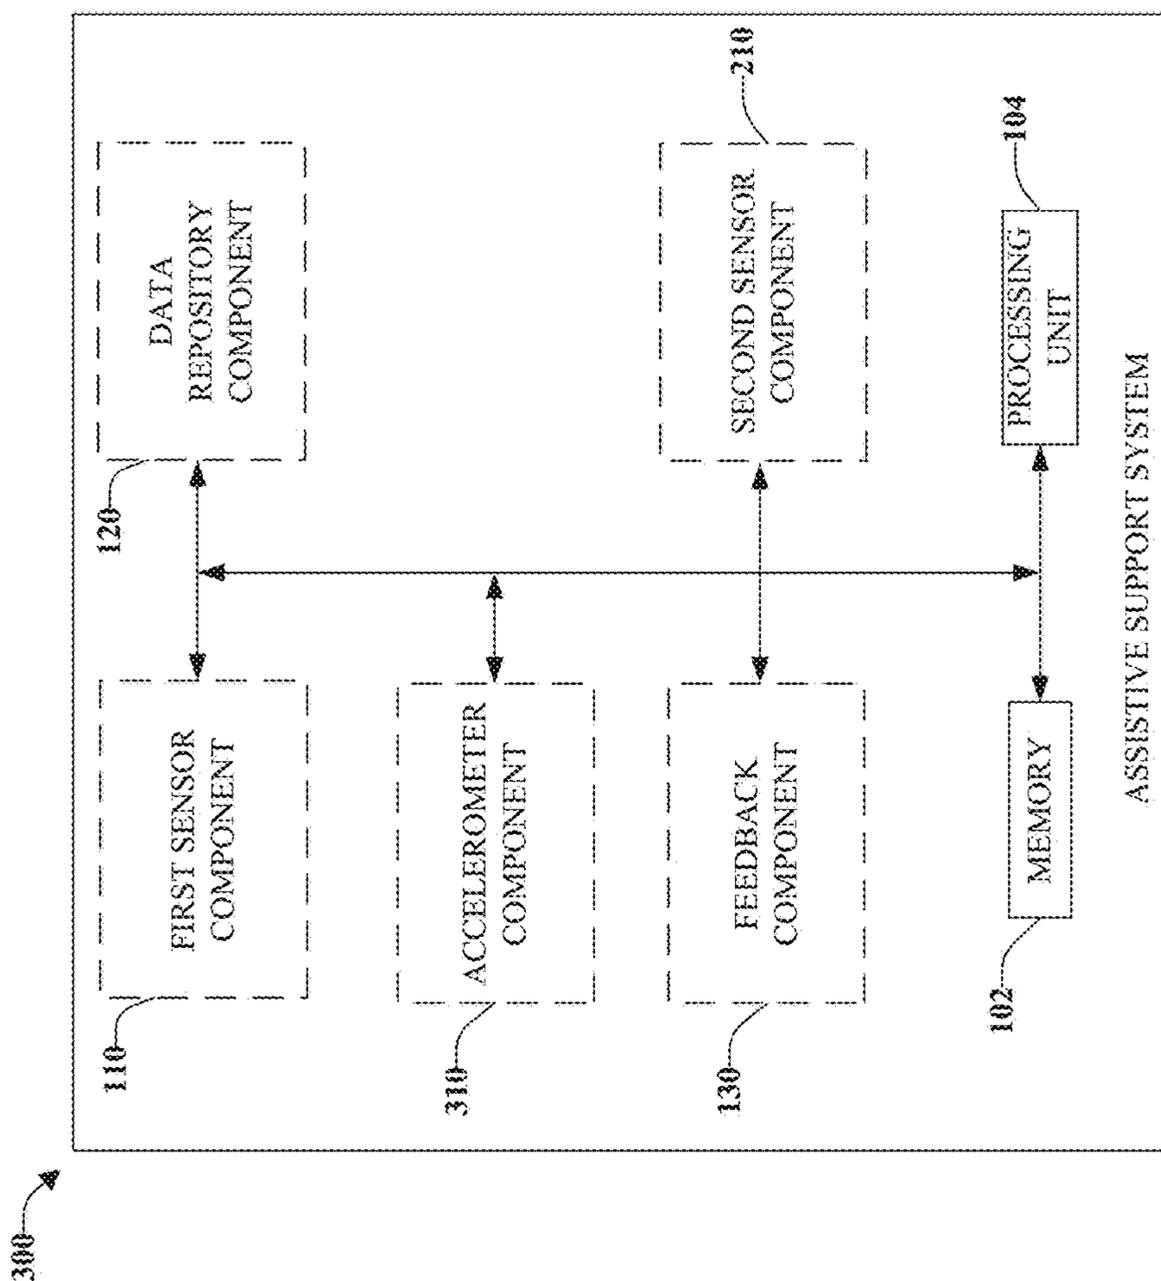 300
110
FIRST SENSOR
COMPONENT
120
DATA
REPOSITORY
COMPONENT
310
ACCELEROMETER
COMPONENT
130
FEEDBACK
COMPONENT
210
SECOND SENSOR
COMPONENT
102
MEMORY
104
PROCESSING
UNIT
ASSISTIVE SUPPORT SYSTEM